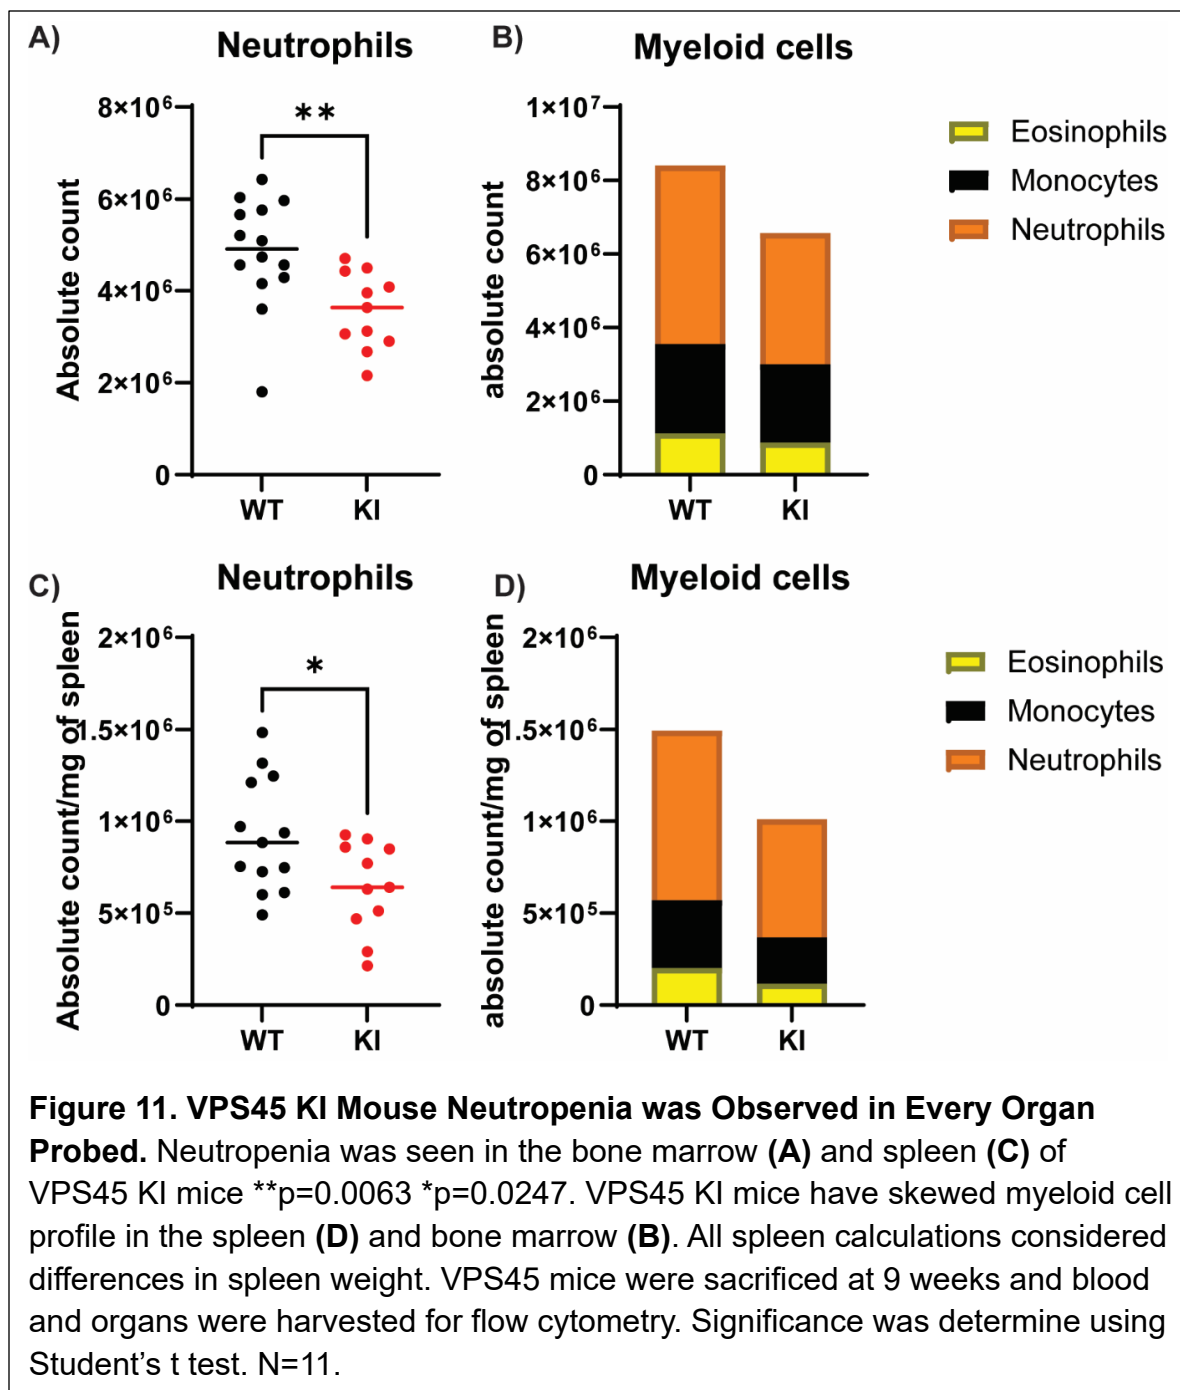 A)
Neutrophils
8×10⁶
6×10⁶
4×10⁶
2×10⁶
0
Absolute count
**
WT
KI
B)
Myeloid cells
1×10⁷
8×10⁶
6×10⁶
4×10⁶
2×10⁶
0
absolute count
WT
KI
Eosinophils
Monocytes
Neutrophils
C)
Neutrophils
2×10⁶
1.5×10⁶
1×10⁶
5×10⁵
0
Absolute count/mg of spleen
*
WT
KI
D)
Myeloid cells
2×10⁶
1.5×10⁶
1×10⁶
5×10⁵
0
absolute count/mg of spleen
WT
KI
Eosinophils
Monocytes
Neutrophils
Figure 11. VPS45 KI Mouse Neutropenia was Observed in Every Organ
Probed. Neutropenia was seen in the bone marrow (A) and spleen (C) of
VPS45 KI mice **p=0.0063 *p=0.0247. VPS45 KI mice have skewed myeloid cell
profile in the spleen (D) and bone marrow (B). All spleen calculations considered
differences in spleen weight. VPS45 mice were sacrificed at 9 weeks and blood
and organs were harvested for flow cytometry. Significance was determine using
Student’s t test. N=11.